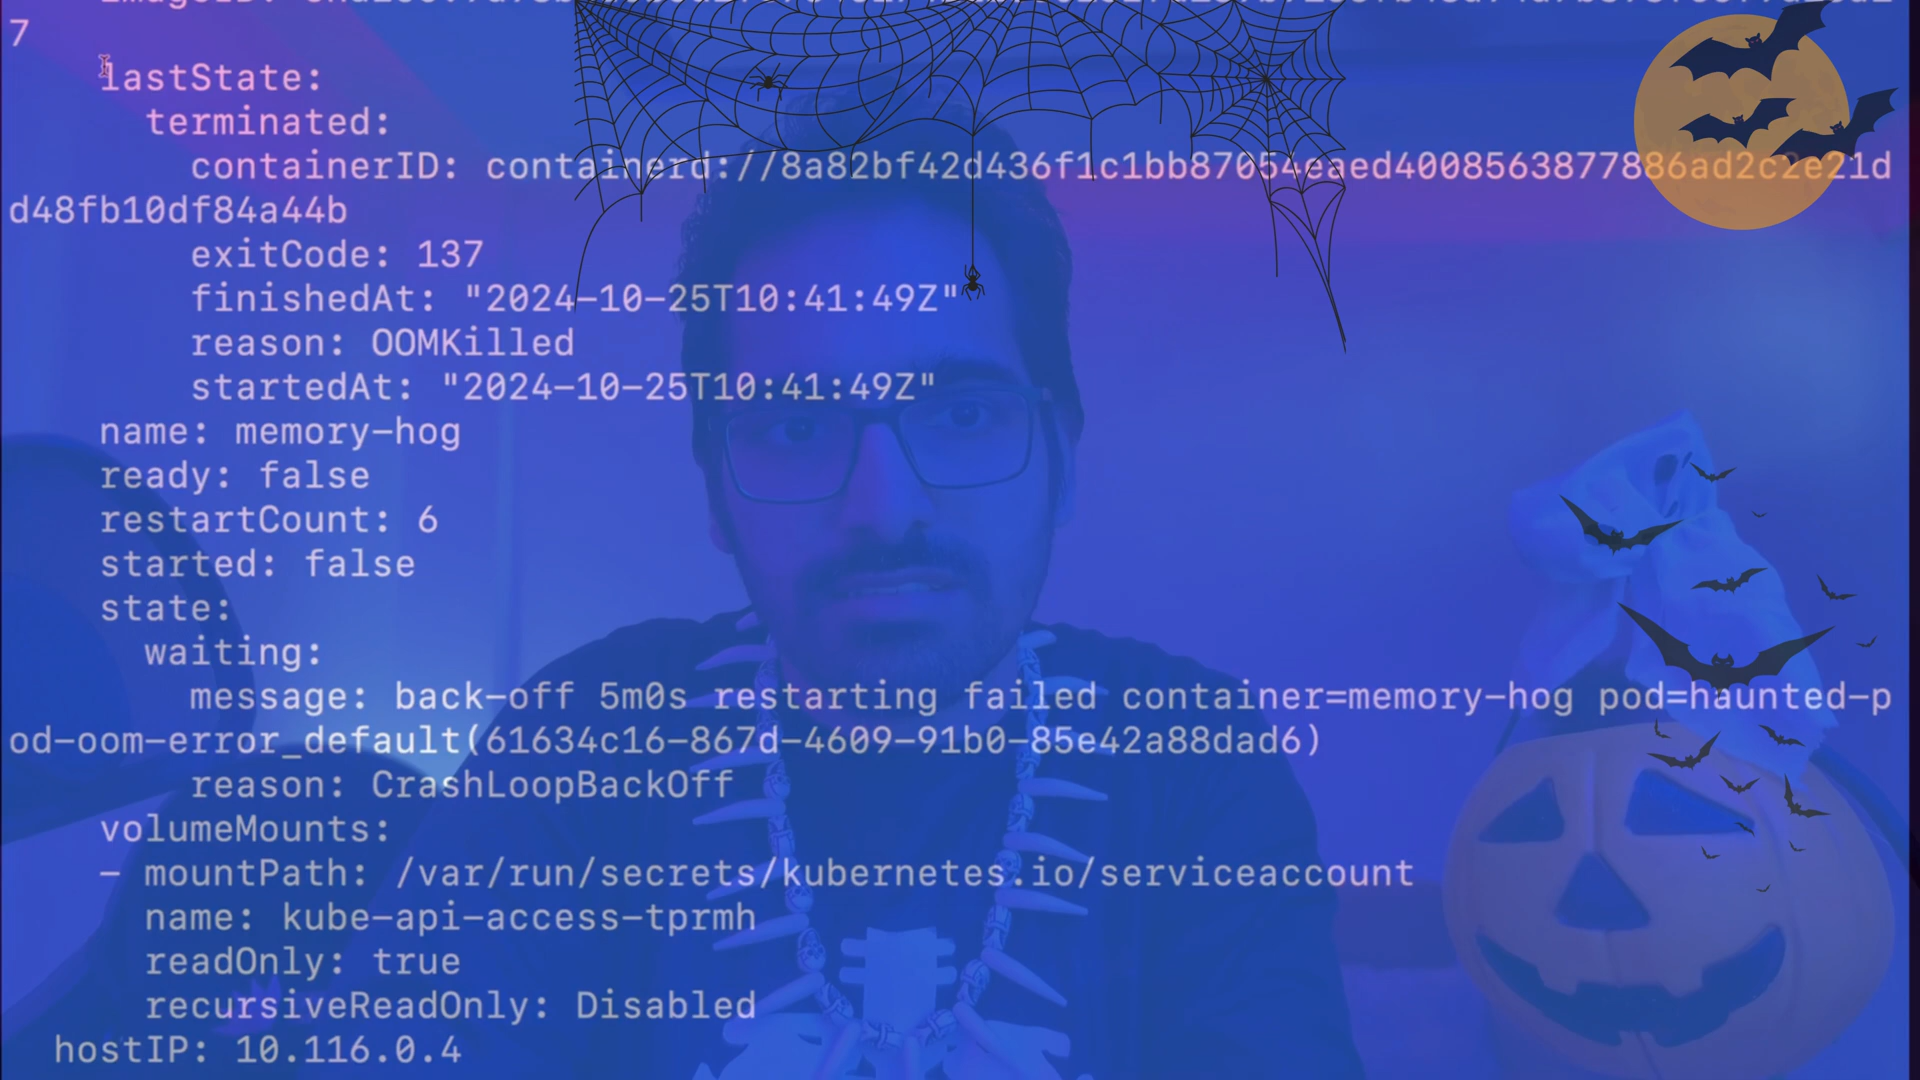 7
lastState:
terminated:
containerID: containerd://8a82bf42d436f1c1bb87054eaed4008563877886ad2c2e21d
d48fb10df84a44b
exitCode: 137
finishedAt: "2024-10-25T10:41:49Z"
reason: OOMKilled
startedAt: "2024-10-25T10:41:49Z"
name: memory-hog
ready: false
restartCount: 6
started: false
state:
waiting:
message: back-off 5m0s restarting failed container=memory-hog pod=haunted-p
od-oom-error_default(61634c16-867d-4609-91b0-85e42a88dad6)
reason: CrashLoopBackOff
volumeMounts:
- mountPath: /var/run/secrets/kubernetes.io/serviceaccount
name: kube-api-access-tprmh
readOnly: true
recursiveReadOnly: Disabled
hostIP: 10.116.0.4